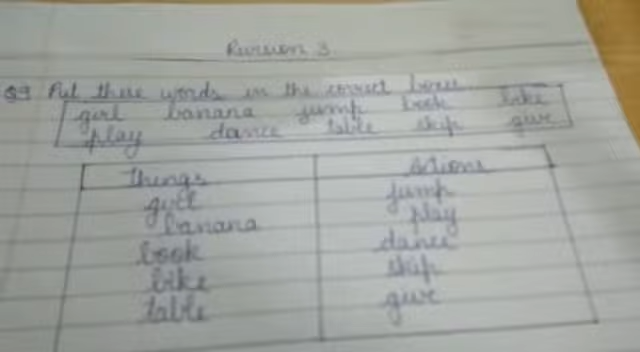 Revision 3
Q9 Put these words in the correct boxes.
girl banana jump book bike
play dance table skip give
Things Actions
girl jump
banana play
book dance
bike skip
table give